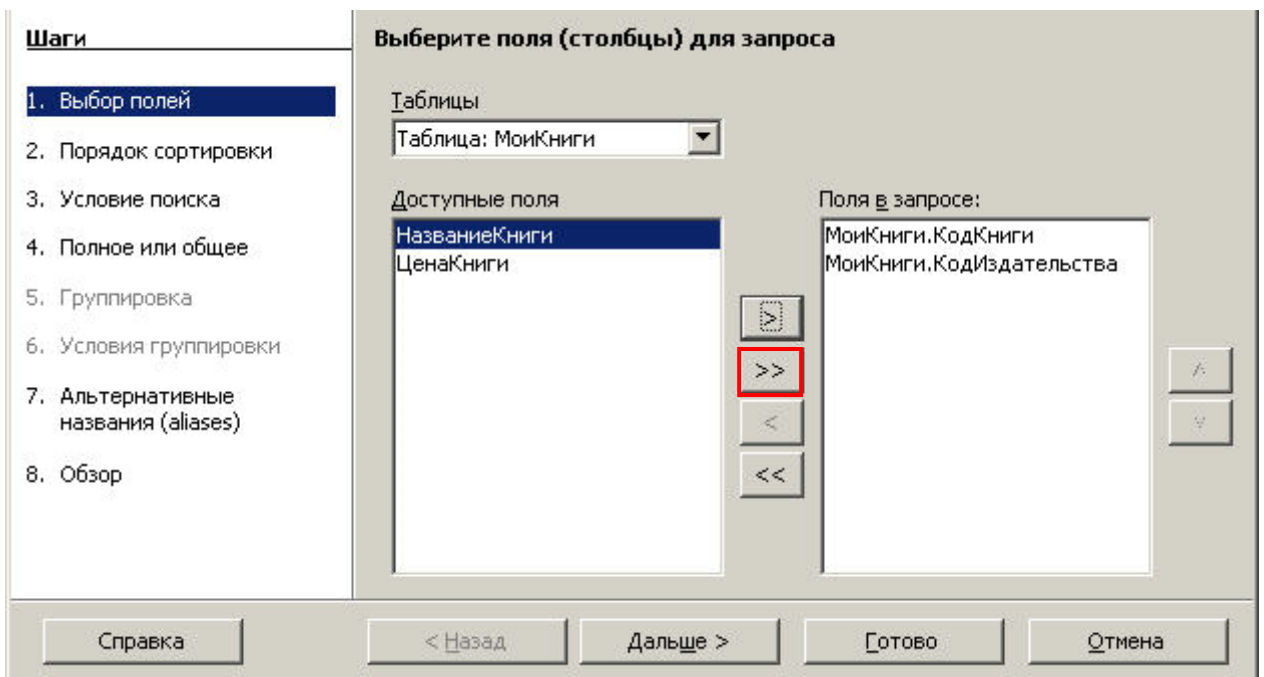 Шаги
1. Выбор полей
2. Порядок сортировки
3. Условие поиска
4. Полное или общее
5. Группировка
6. Условия группировки
7. Альтернативные
названия (aliases)
8. Обзор
Выберите поля (столбцы) для запроса
Таблицы
Таблица: МоиКниги
Доступные поля
НазваниеКниги
ЦенаКниги
>
>>
<
<<
Поля в запросе:
МоиКниги.КодКниги
МоиКниги.КодИздательства
Справка
< Назад
Дальше >
Готово
Отмена